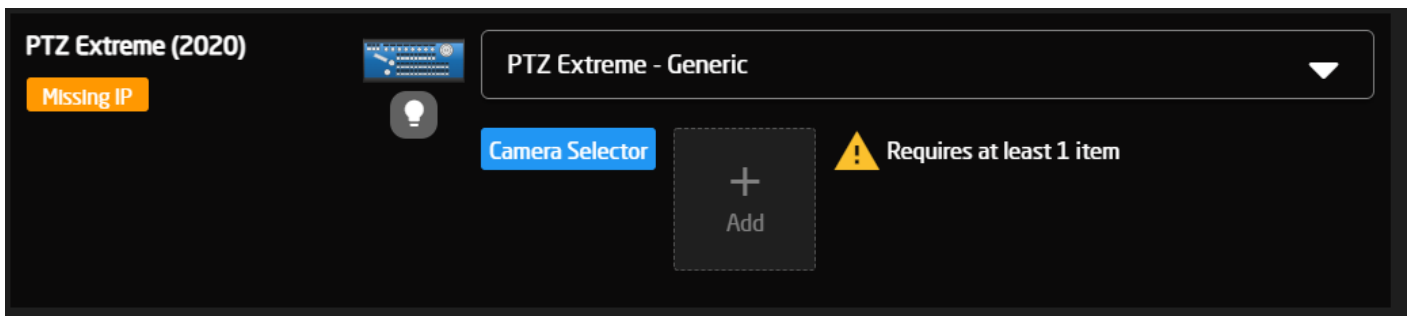 PTZ Extreme (2020)
Missing IP
PTZ Extreme - Generic
Camera Selector
Add
Requires at least 1 item